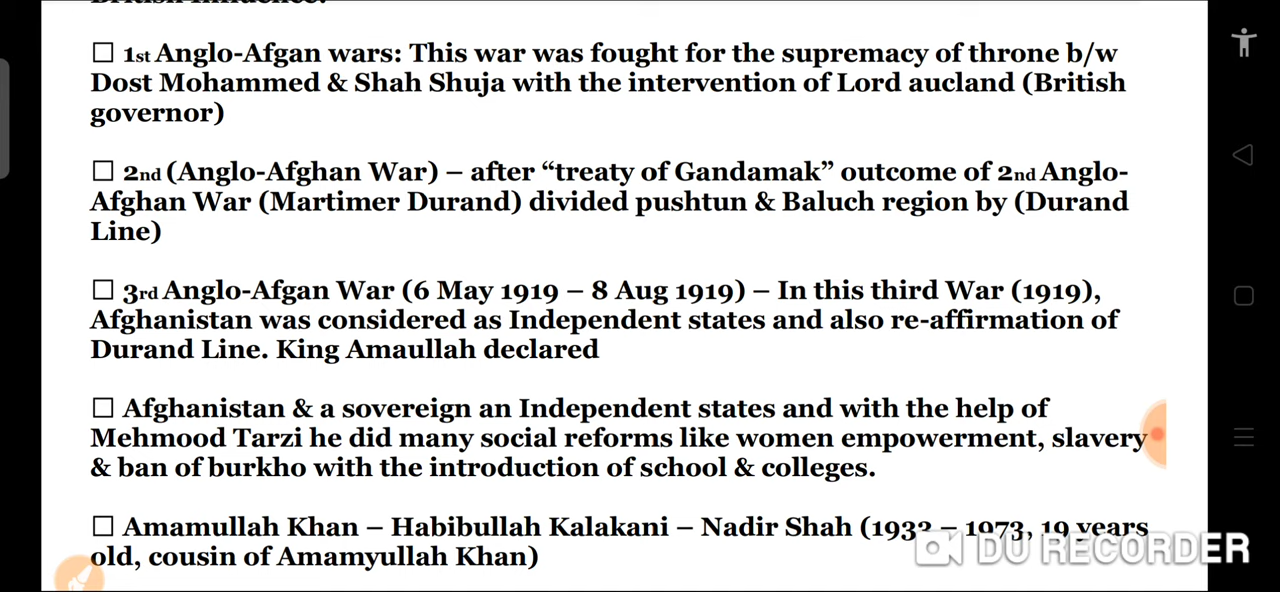 British Influence.
☐ 1st Anglo-Afgan wars: This war was fought for the supremacy of throne b/w
Dost Mohammed & Shah Shuja with the intervention of Lord aucland (British
governor)
☐ 2nd (Anglo-Afghan War) – after “treaty of Gandamak” outcome of 2nd Anglo-
Afghan War (Martimer Durand) divided pushtun & Baluch region by (Durand
Line)
☐ 3rd Anglo-Afgan War (6 May 1919 – 8 Aug 1919) – In this third War (1919),
Afghanistan was considered as Independent states and also re-affirmation of
Durand Line. King Amaullah declared
☐ Afghanistan & a sovereign an Independent states and with the help of
Mehmood Tarzi he did many social reforms like women empowerment, slavery
& ban of burkho with the introduction of school & colleges.
☐ Amamullah Khan – Habibullah Kalakani – Nadir Shah (1933 – 1973, 19 years
old, cousin of Amamyullah Khan)
DU RECORDER